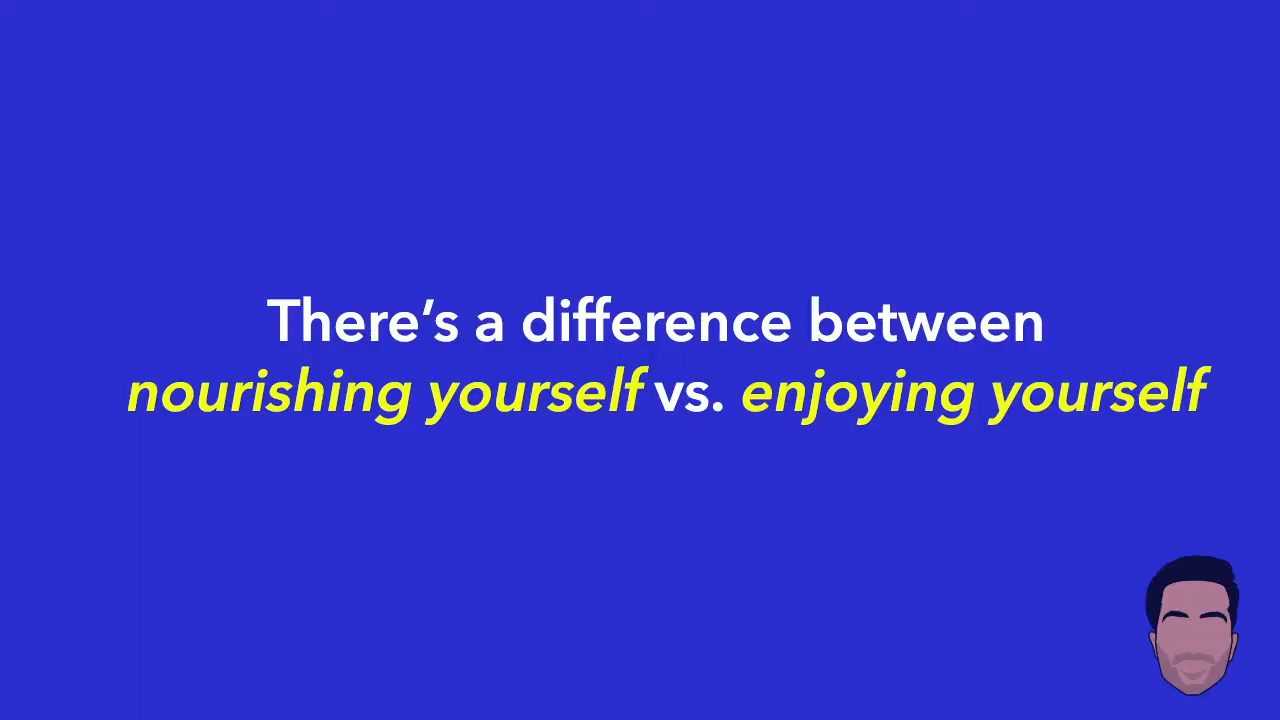 There’s a difference between
nourishing yourself vs. enjoying yourself